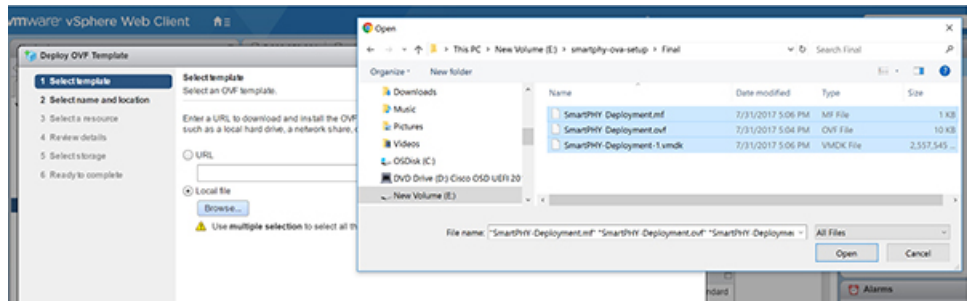 vmware vSphere Web Client
Deploy OVF Template
1 Select template
2 Select name and location
3 Select a resource
4 Review details
5 Select storage
6 Ready to complete
Select template
Select an OVF template.
Enter a URL to download and install the OVF
such as a local hard drive, a network share,
URL
Local file
Browse...
Use multiple selection to select all th
Open
This PC > New Volume (E:) > smartphy-ova-setup > Final
Search Final
Organize
New folder
Downloads
Music
Pictures
Videos
OSDisk (C:)
DVD Drive (D:) Cisco OSD UEFI 20
New Volume (E:)
Name Date modified Type Size
SmartPHY-Deployment.mf 7/31/2017 5:06 PM MF File 1 KB
SmartPHY-Deployment.ovf 7/31/2017 5:04 PM OVF File 10 KB
SmartPHY-Deployment-1.vmdk 7/31/2017 5:06 PM VMDK File 2,557,545 ...
File name: "SmartPHY-Deployment.mf" "SmartPHY-Deployment.ovf" "SmartPHY-Deploymen
All Files
Open
Cancel
ndard
Alarms